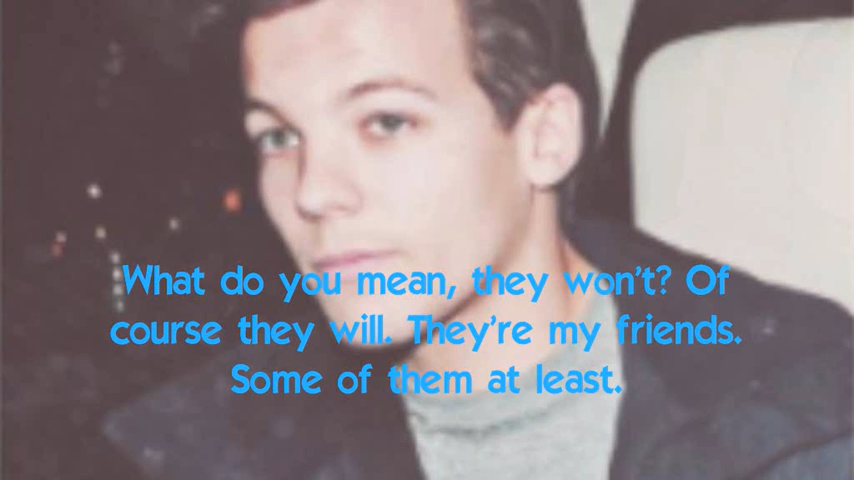 What do you mean, they won't? Of
course they will. They're my friends.
Some of them at least.